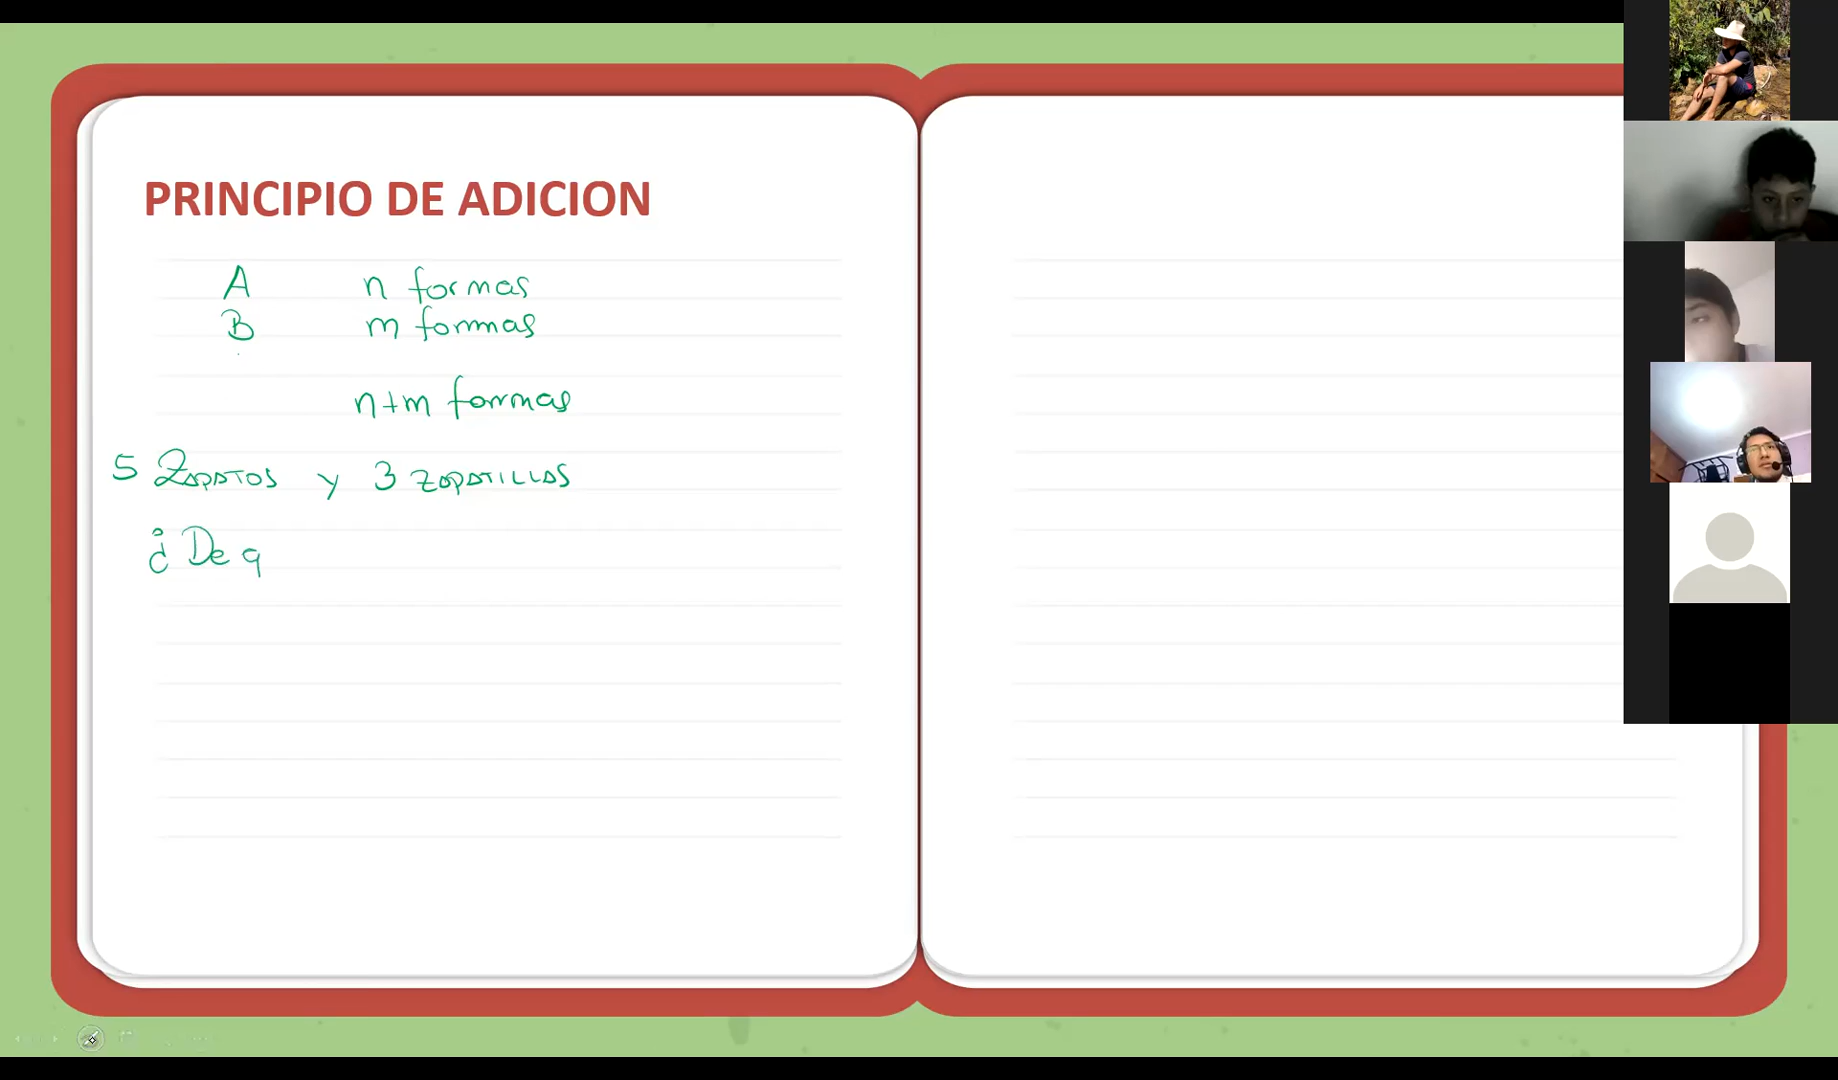 PRINCIPIO DE ADICION
A n formas
B m formas
n+m formas
5 ZAPATOS y 3 ZAPATILLAS
¿De q